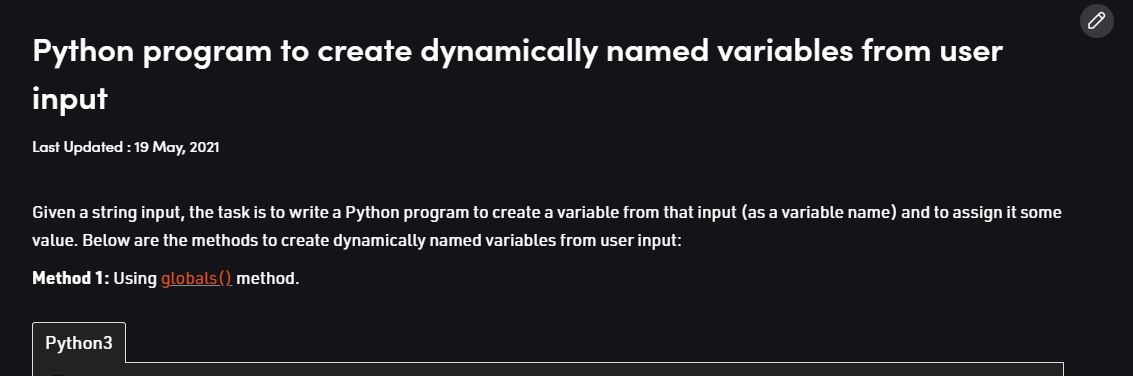 Python program to create dynamically named variables from user
input
Last Updated : 19 May, 2021
Given a string input, the task is to write a Python program to create a variable from that input (as a variable name) and to assign it some
value. Below are the methods to create dynamically named variables from user input:
Method 1: Using globals() method.
Python3